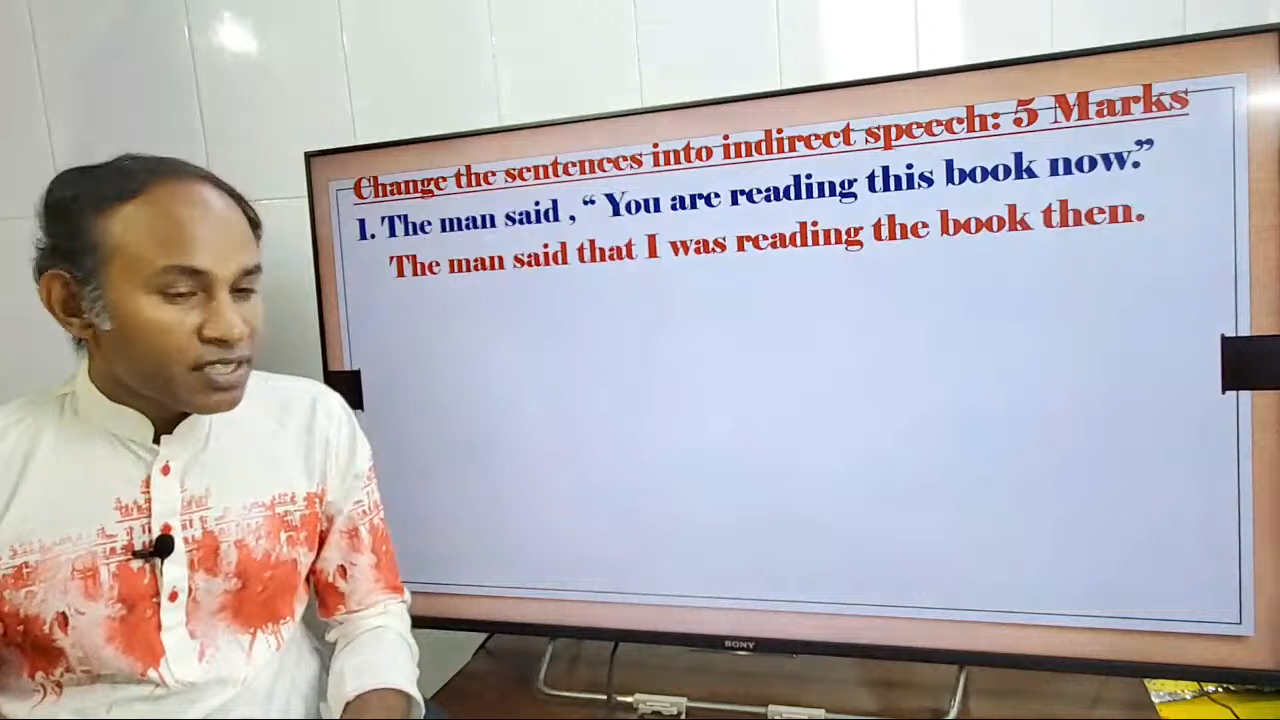 Change the sentences into indirect speech: 5 Marks
1. The man said , “ You are reading this book now.”
The man said that I was reading the book then.
SONY